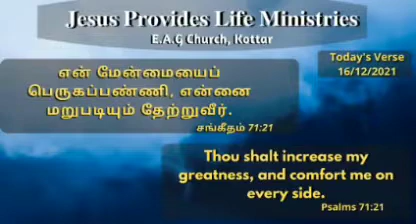 Jesus Provides Life Ministries
E.A.G Church, Kottar
Today's Verse
16/12/2021
என் மேன்மையைப்
பெருகப்பண்ணி, என்னை
மறுபடியும் தேற்றுவீர்.
சங்கீதம் 71:21
Thou shalt increase my
greatness, and comfort me on
every side.
Psalms 71:21